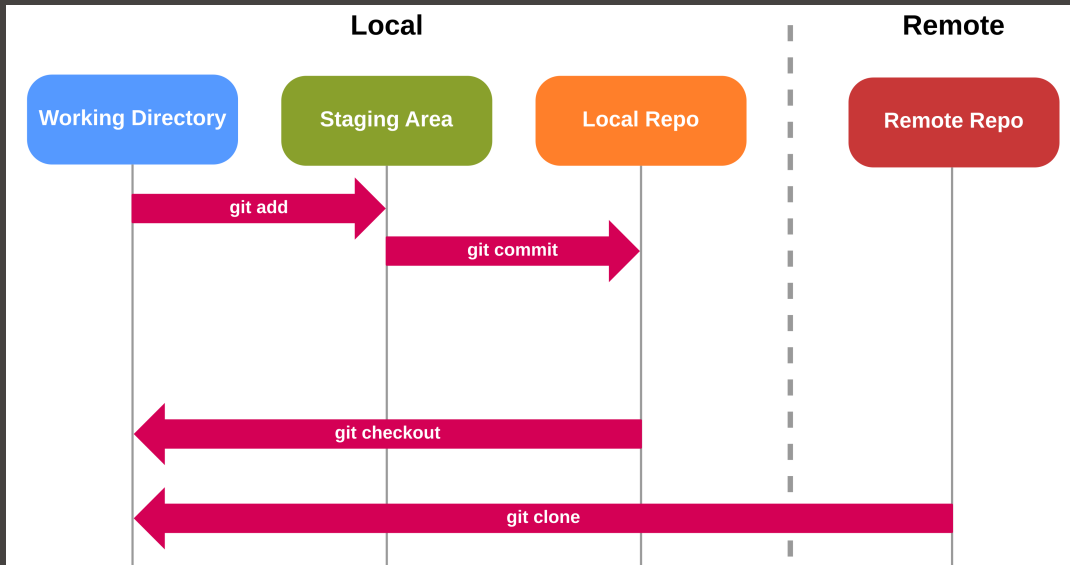 Local
Remote
Working Directory
Staging Area
Local Repo
Remote Repo
git add
git commit
git checkout
git clone